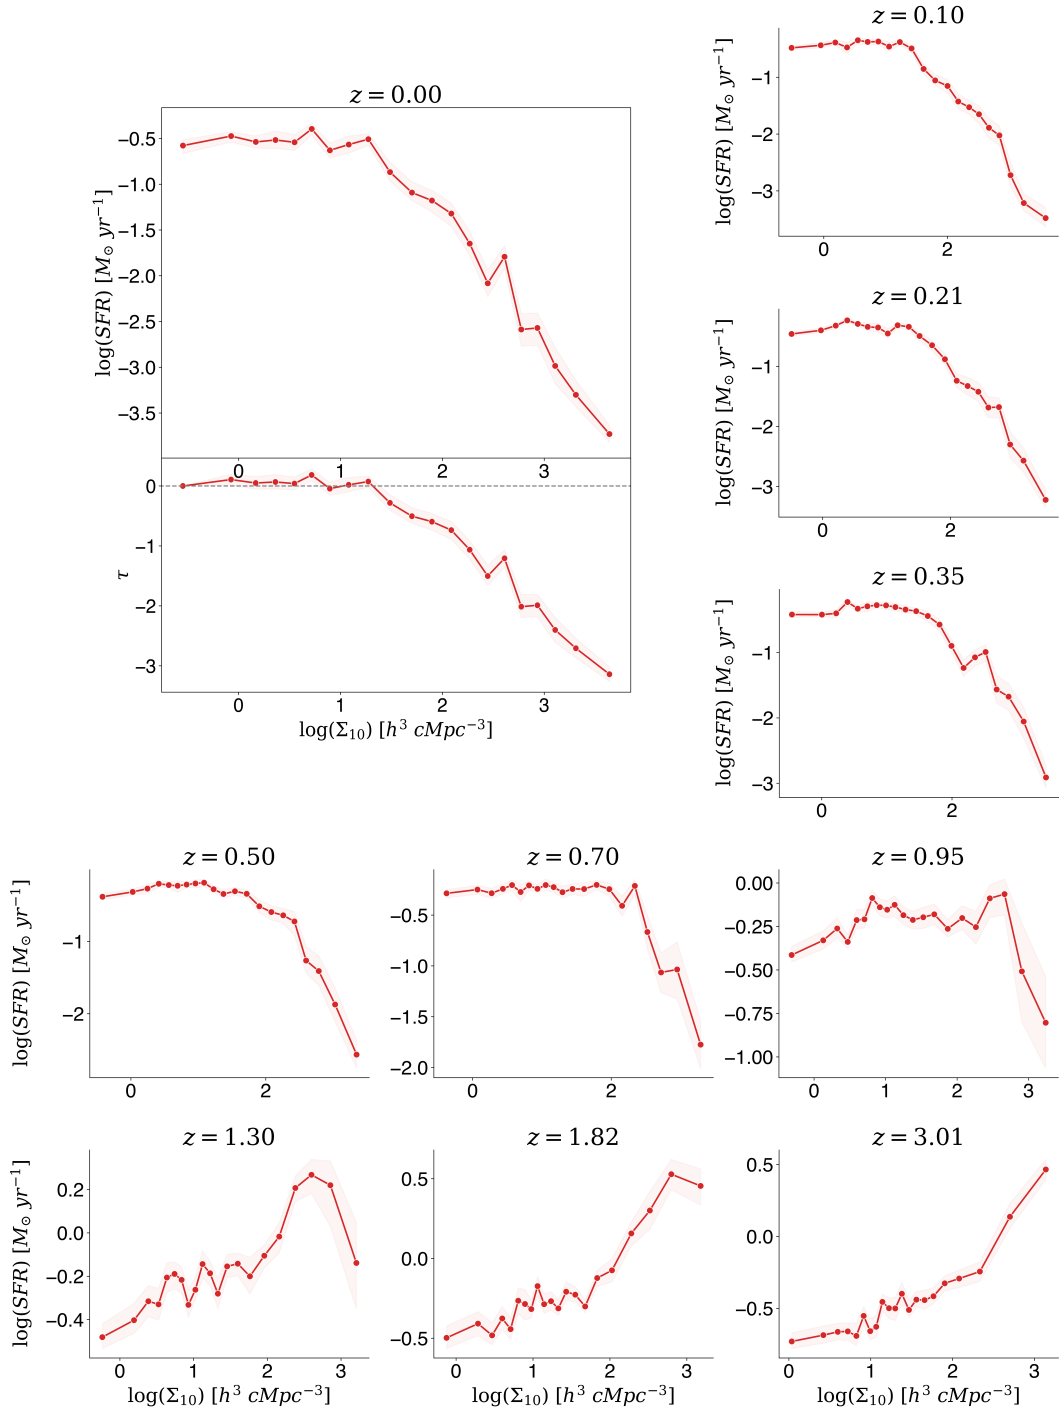 z = 0.00
log(SFR) [M⊙ yr⁻¹]
−0.5
−1.0
−1.5
−2.0
−2.5
−3.0
−3.5
0 1 2 3
τ
0
−1
−2
−3
0 1 2 3
log(Σ₁₀) [h³ cMpc⁻³]
z = 0.10
log(SFR) [M⊙ yr⁻¹]
−1
−2
−3
0 2
z = 0.21
log(SFR) [M⊙ yr⁻¹]
−1
−2
−3
0 2
z = 0.35
log(SFR) [M⊙ yr⁻¹]
−1
−2
−3
0 2
z = 0.50
log(SFR) [M⊙ yr⁻¹]
−1
−2
0 2
z = 0.70
−0.5
−1.0
−1.5
−2.0
0 2
z = 0.95
0.00
−0.25
−0.50
−0.75
−1.00
0 1 2 3
z = 1.30
log(SFR) [M⊙ yr⁻¹]
0.2
0.0
−0.2
−0.4
0 1 2 3
log(Σ₁₀) [h³ cMpc⁻³]
z = 1.82
0.5
0.0
−0.5
0 1 2 3
log(Σ₁₀) [h³ cMpc⁻³]
z = 3.01
0.5
0.0
−0.5
0 1 2 3
log(Σ₁₀) [h³ cMpc⁻³]